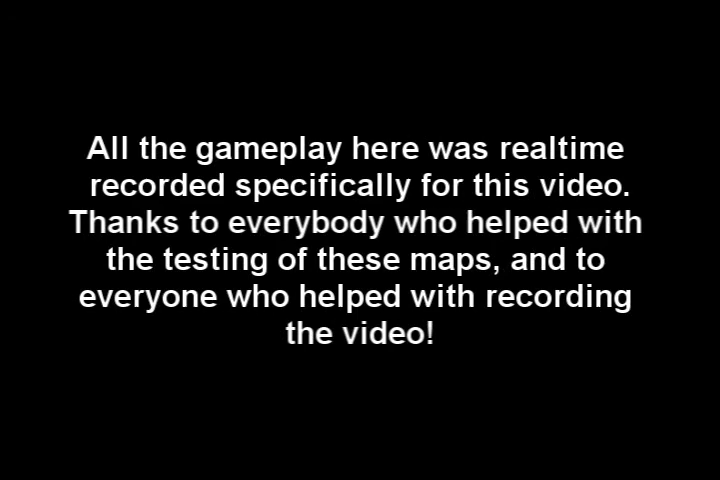 All the gameplay here was realtime
recorded specifically for this video.
Thanks to everybody who helped with
the testing of these maps, and to
everyone who helped with recording
the video!